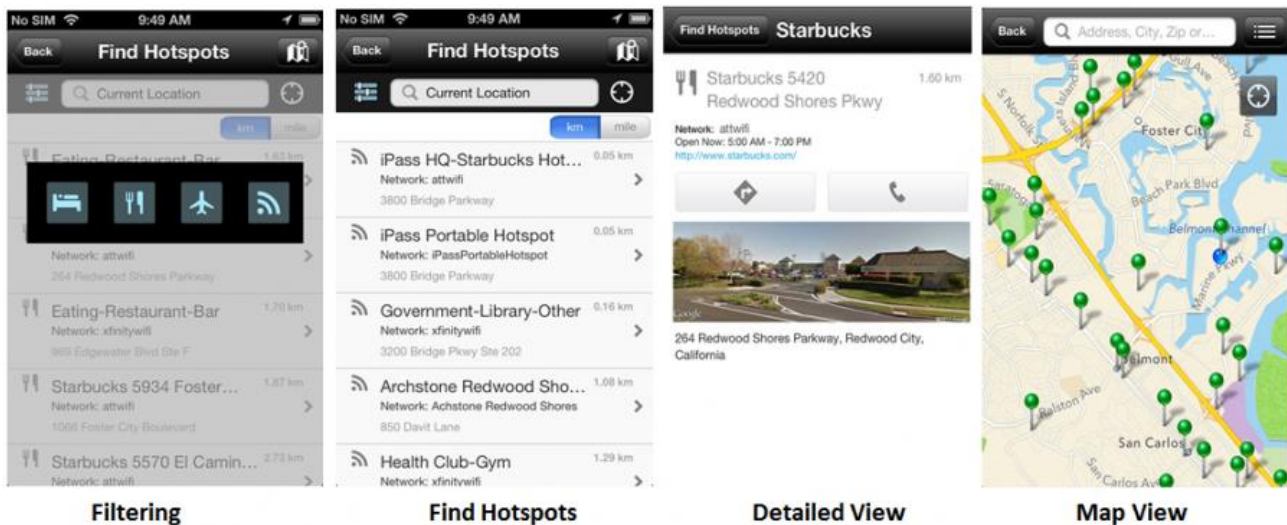 No SIM 9:49 AM
Back Find Hotspots
Current Location
km mile
Eating-Restaurant-Bar 1.63 km
Network: attwifi
264 Redwood Shores Parkway
Eating-Restaurant-Bar 1.70 km
Network: xfinitywifi
969 Edgewater Blvd Ste F
Starbucks 5934 Foster... 1.87 km
Network: attwifi
1066 Foster City Boulevard
Starbucks 5570 El Camin... 2.73 km
Network: attwifi
Filtering
No SIM 9:49 AM
Back Find Hotspots
Current Location
km mile
iPass HQ-Starbucks Hot... 0.05 km
Network: attwifi
3800 Bridge Parkway
iPass Portable Hotspot 0.05 km
Network: iPassPortableHotspot
3800 Bridge Parkway
Government-Library-Other 0.16 km
Network: xfinitywifi
3200 Bridge Pkwy Ste 202
Archstone Redwood Sho... 1.08 km
Network: Achstone Redwood Shores
850 Davit Lane
Health Club-Gym 1.29 km
Network: xfinitywifi
Find Hotspots
Find Hotspots Starbucks
Starbucks 5420 1.60 km
Redwood Shores Pkwy
Network: attwifi
Open Now: 5:00 AM - 7:00 PM
http://www.starbucks.com/
Google
264 Redwood Shores Parkway, Redwood City,
California
Detailed View
Back Address, City, Zip or...
Gull Ave
S Norfolk St
Foster City
Beach Park Blvd
Belmont Channel
Marine Pkwy
Belmont
Ralston Ave
San Carlos
San Carlos Av
Map View